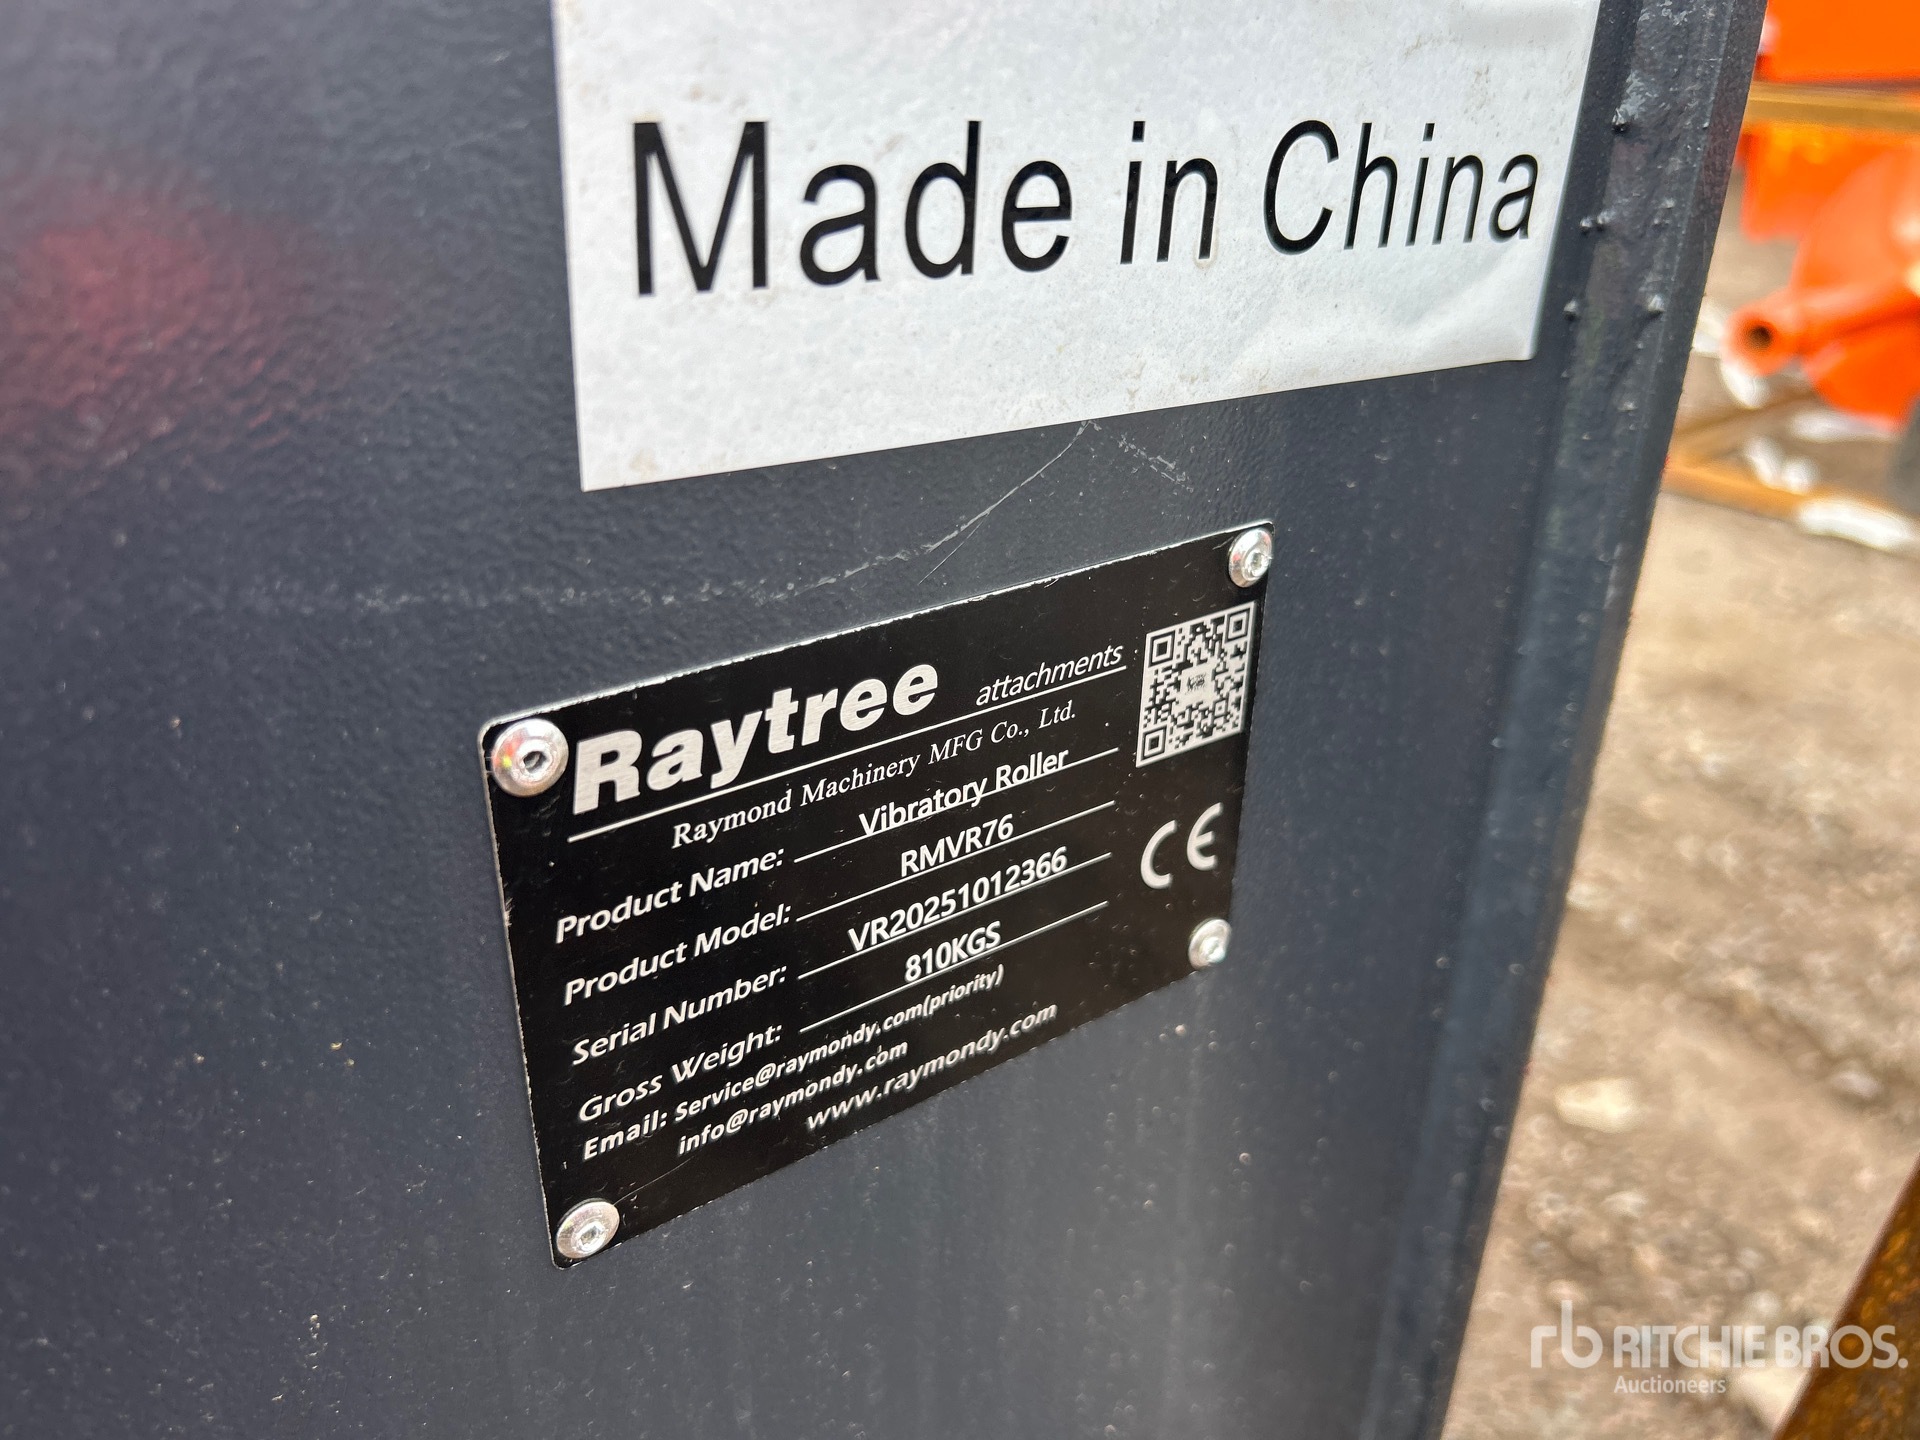 Made in China
Raytree attachments
Raymond Machinery MFG Co., Ltd.
Product Name: Vibratory Roller
Product Model: RMVR76
Serial Number: VR20251012366
Gross Weight: 810KGS
Email: Service@raymondy.com(priority)
info@raymondy.com
www.raymondy.com
CE
rb RITCHIE BROS.
Auctioneers